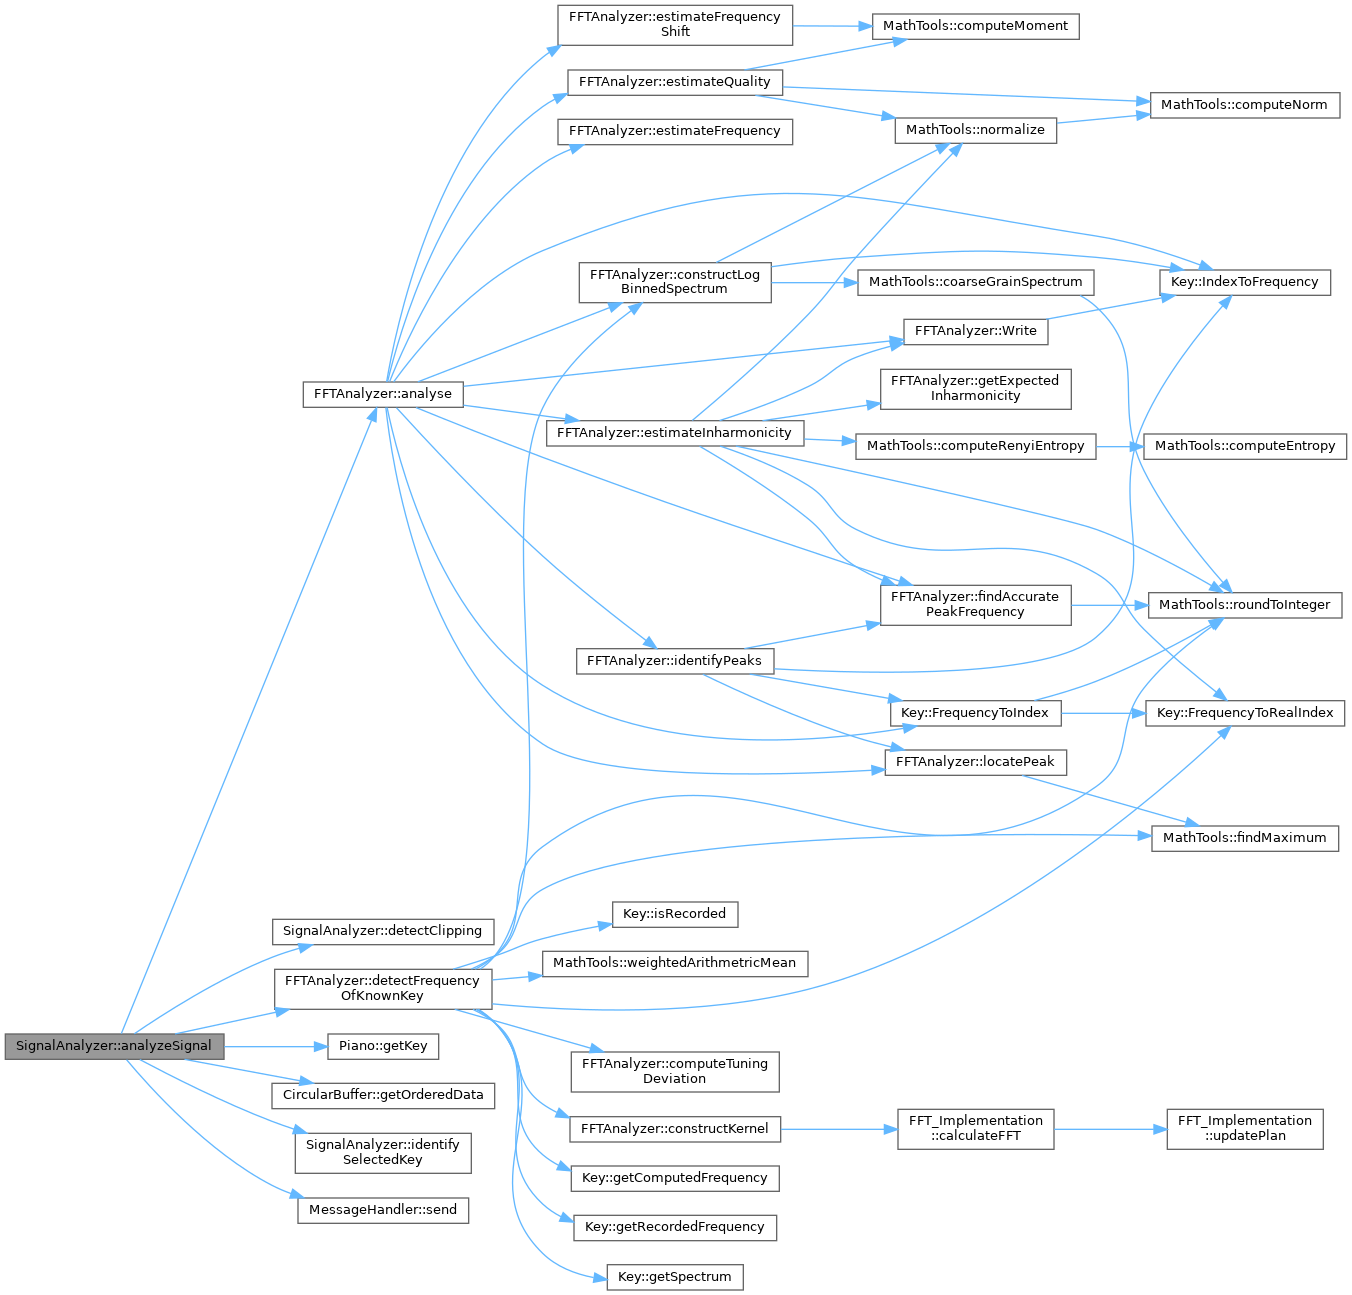 FFTAnalyzer::estimateFrequency
Shift
MathTools::computeMoment
FFTAnalyzer::estimateQuality
MathTools::computeNorm
FFTAnalyzer::estimateFrequency
MathTools::normalize
FFTAnalyzer::constructLog
BinnedSpectrum
MathTools::coarseGrainSpectrum
Key::IndexToFrequency
FFTAnalyzer::Write
FFTAnalyzer::getExpected
Inharmonicity
FFTAnalyzer::analyse
FFTAnalyzer::estimateInharmonicity
MathTools::computeRenyiEntropy
MathTools::computeEntropy
FFTAnalyzer::findAccurate
PeakFrequency
MathTools::roundToInteger
FFTAnalyzer::identifyPeaks
Key::FrequencyToIndex
Key::FrequencyToRealIndex
FFTAnalyzer::locatePeak
MathTools::findMaximum
Key::isRecorded
SignalAnalyzer::detectClipping
MathTools::weightedArithmetricMean
FFTAnalyzer::detectFrequency
OfKnownKey
SignalAnalyzer::analyzeSignal
Piano::getKey
FFTAnalyzer::computeTuning
Deviation
CircularBuffer::getOrderedData
FFTAnalyzer::constructKernel
FFT_Implementation
::calculateFFT
FFT_Implementation
::updatePlan
SignalAnalyzer::identify
SelectedKey
Key::getComputedFrequency
MessageHandler::send
Key::getRecordedFrequency
Key::getSpectrum